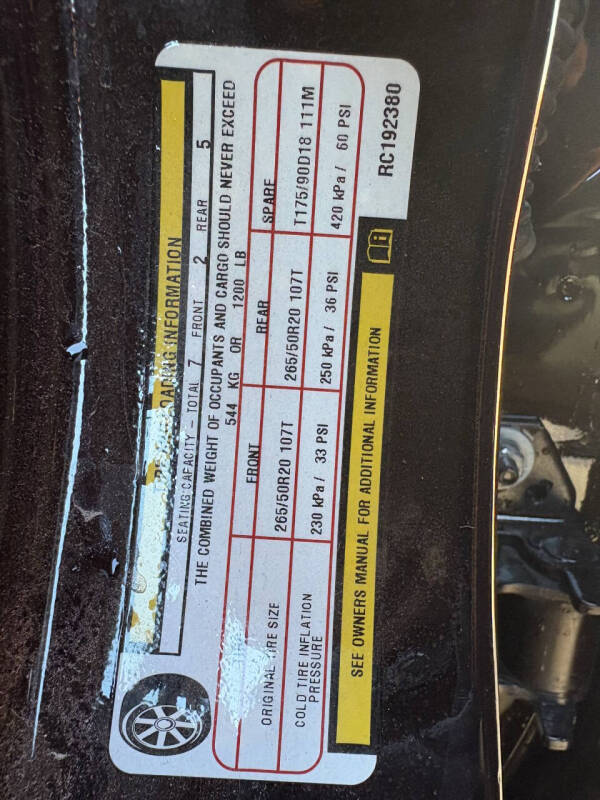 LOADING INFORMATION
SEATING CAPACITY - TOTAL 7 FRONT 2 REAR 5
THE COMBINED WEIGHT OF OCCUPANTS AND CARGO SHOULD NEVER EXCEED
544 KG OR 1200 LB
FRONT REAR SPARE
ORIGINAL TIRE SIZE 265/50R20 107T 265/50R20 107T T175/90D18 111M
COLD TIRE INFLATION
PRESSURE 230 kPa / 33 PSI 250 kPa / 36 PSI 420 kPa / 60 PSI
SEE OWNERS MANUAL FOR ADDITIONAL INFORMATION
RC192380